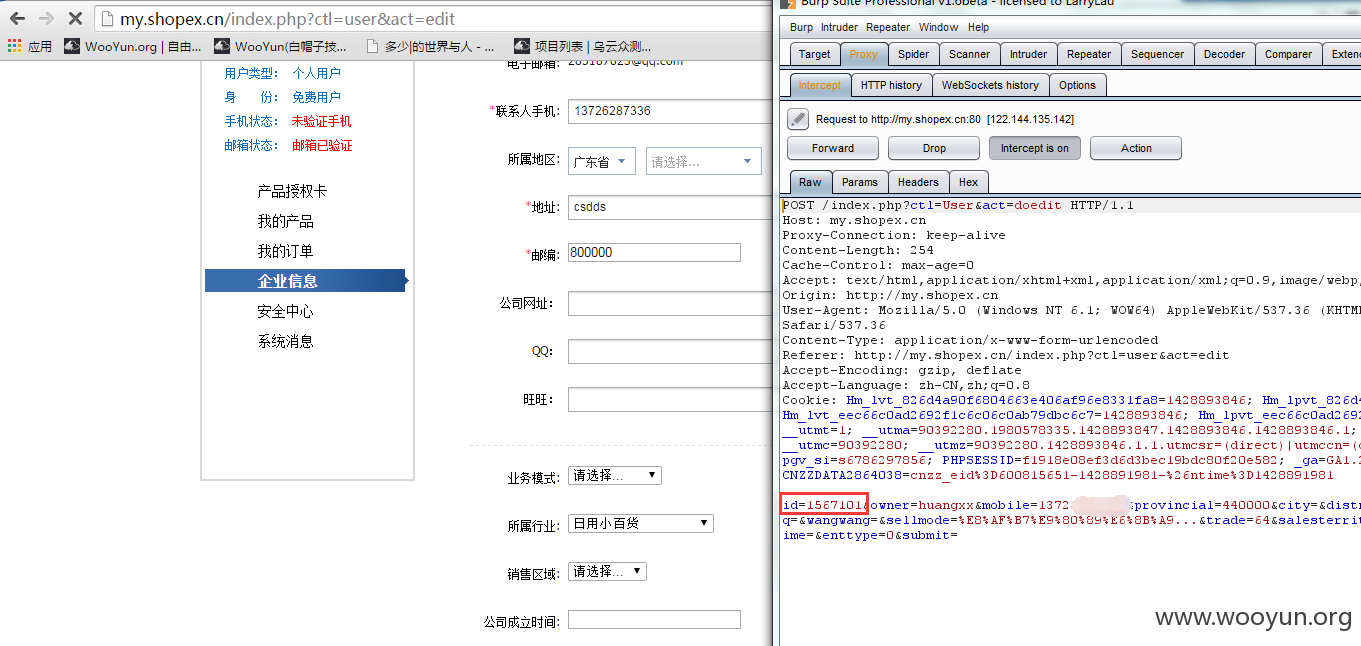 my.shopex.cn/index.php?ctl=user&act=edit
应用 WooYun.org | 自由... WooYun(白帽子技... 多少|的世界与人 - ... 项目列表 | 乌云众测...
用户类型： 个人用户
身 份： 免费用户
手机状态： 未验证手机
邮箱状态： 邮箱已验证
产品授权卡
我的产品
我的订单
企业信息
安全中心
系统消息
电子邮箱:
*联系人手机: 13726287336
所属地区: 广东省 请选择...
*地址: csdds
*邮编: 800000
公司网址:
QQ:
旺旺:
业务模式: 请选择...
所属行业: 日用小百货
销售区域: 请选择...
公司成立时间:
Burp Suite Professional v1.6beta - licensed to LarryLau
Burp Intruder Repeater Window Help
Target Proxy Spider Scanner Intruder Repeater Sequencer Decoder Comparer Exten
Intercept HTTP history WebSockets history Options
Request to http://my.shopex.cn:80 [122.144.135.142]
Forward Drop Intercept is on Action
Raw Params Headers Hex
POST /index.php?ctl=User&act=doedit HTTP/1.1
Host: my.shopex.cn
Proxy-Connection: keep-alive
Content-Length: 254
Cache-Control: max-age=0
Accept: text/html,application/xhtml+xml,application/xml;q=0.9,image/webp,
Origin: http://my.shopex.cn
User-Agent: Mozilla/5.0 (Windows NT 6.1; WOW64) AppleWebKit/537.36 (KHTML
Safari/537.36
Content-Type: application/x-www-form-urlencoded
Referer: http://my.shopex.cn/index.php?ctl=user&act=edit
Accept-Encoding: gzip, deflate
Accept-Language: zh-CN,zh;q=0.8
Cookie: Hm_lvt_826d4a90f6804663e406af96e8331fa8=1428893846; Hm_lpvt_826d4
Hm_lvt_eec66c0ad2692f1c6c06c0ab79dbc6c7=1428893846; Hm_lpvt_eec66c0ad2692
__utmt=1; __utma=90392280.1980578335.1428893847.1428893846.1428893846.1;
__utmc=90392280; __utmz=90392280.1428893846.1.1.utmcsr=(direct)|utmccn=(d
pgv_si=s6786297856; PHPSESSID=f1918e08ef3d6d3bec19bdc80f20e582; _ga=GA1.2
CNZZDATA2864038=cnzz_eid%3D600815651-1428891981-%26ntime%3D1428891981
id=1567101&owner=huangxx&mobile=1372 &provincial=440000&city=&distr
q=&wangwang=&sellmode=%E8%AF%B7%E9%80%89%E6%8B%A9...&trade=64&salesterrit
ime=&enttype=0&submit=
www.wooyun.org